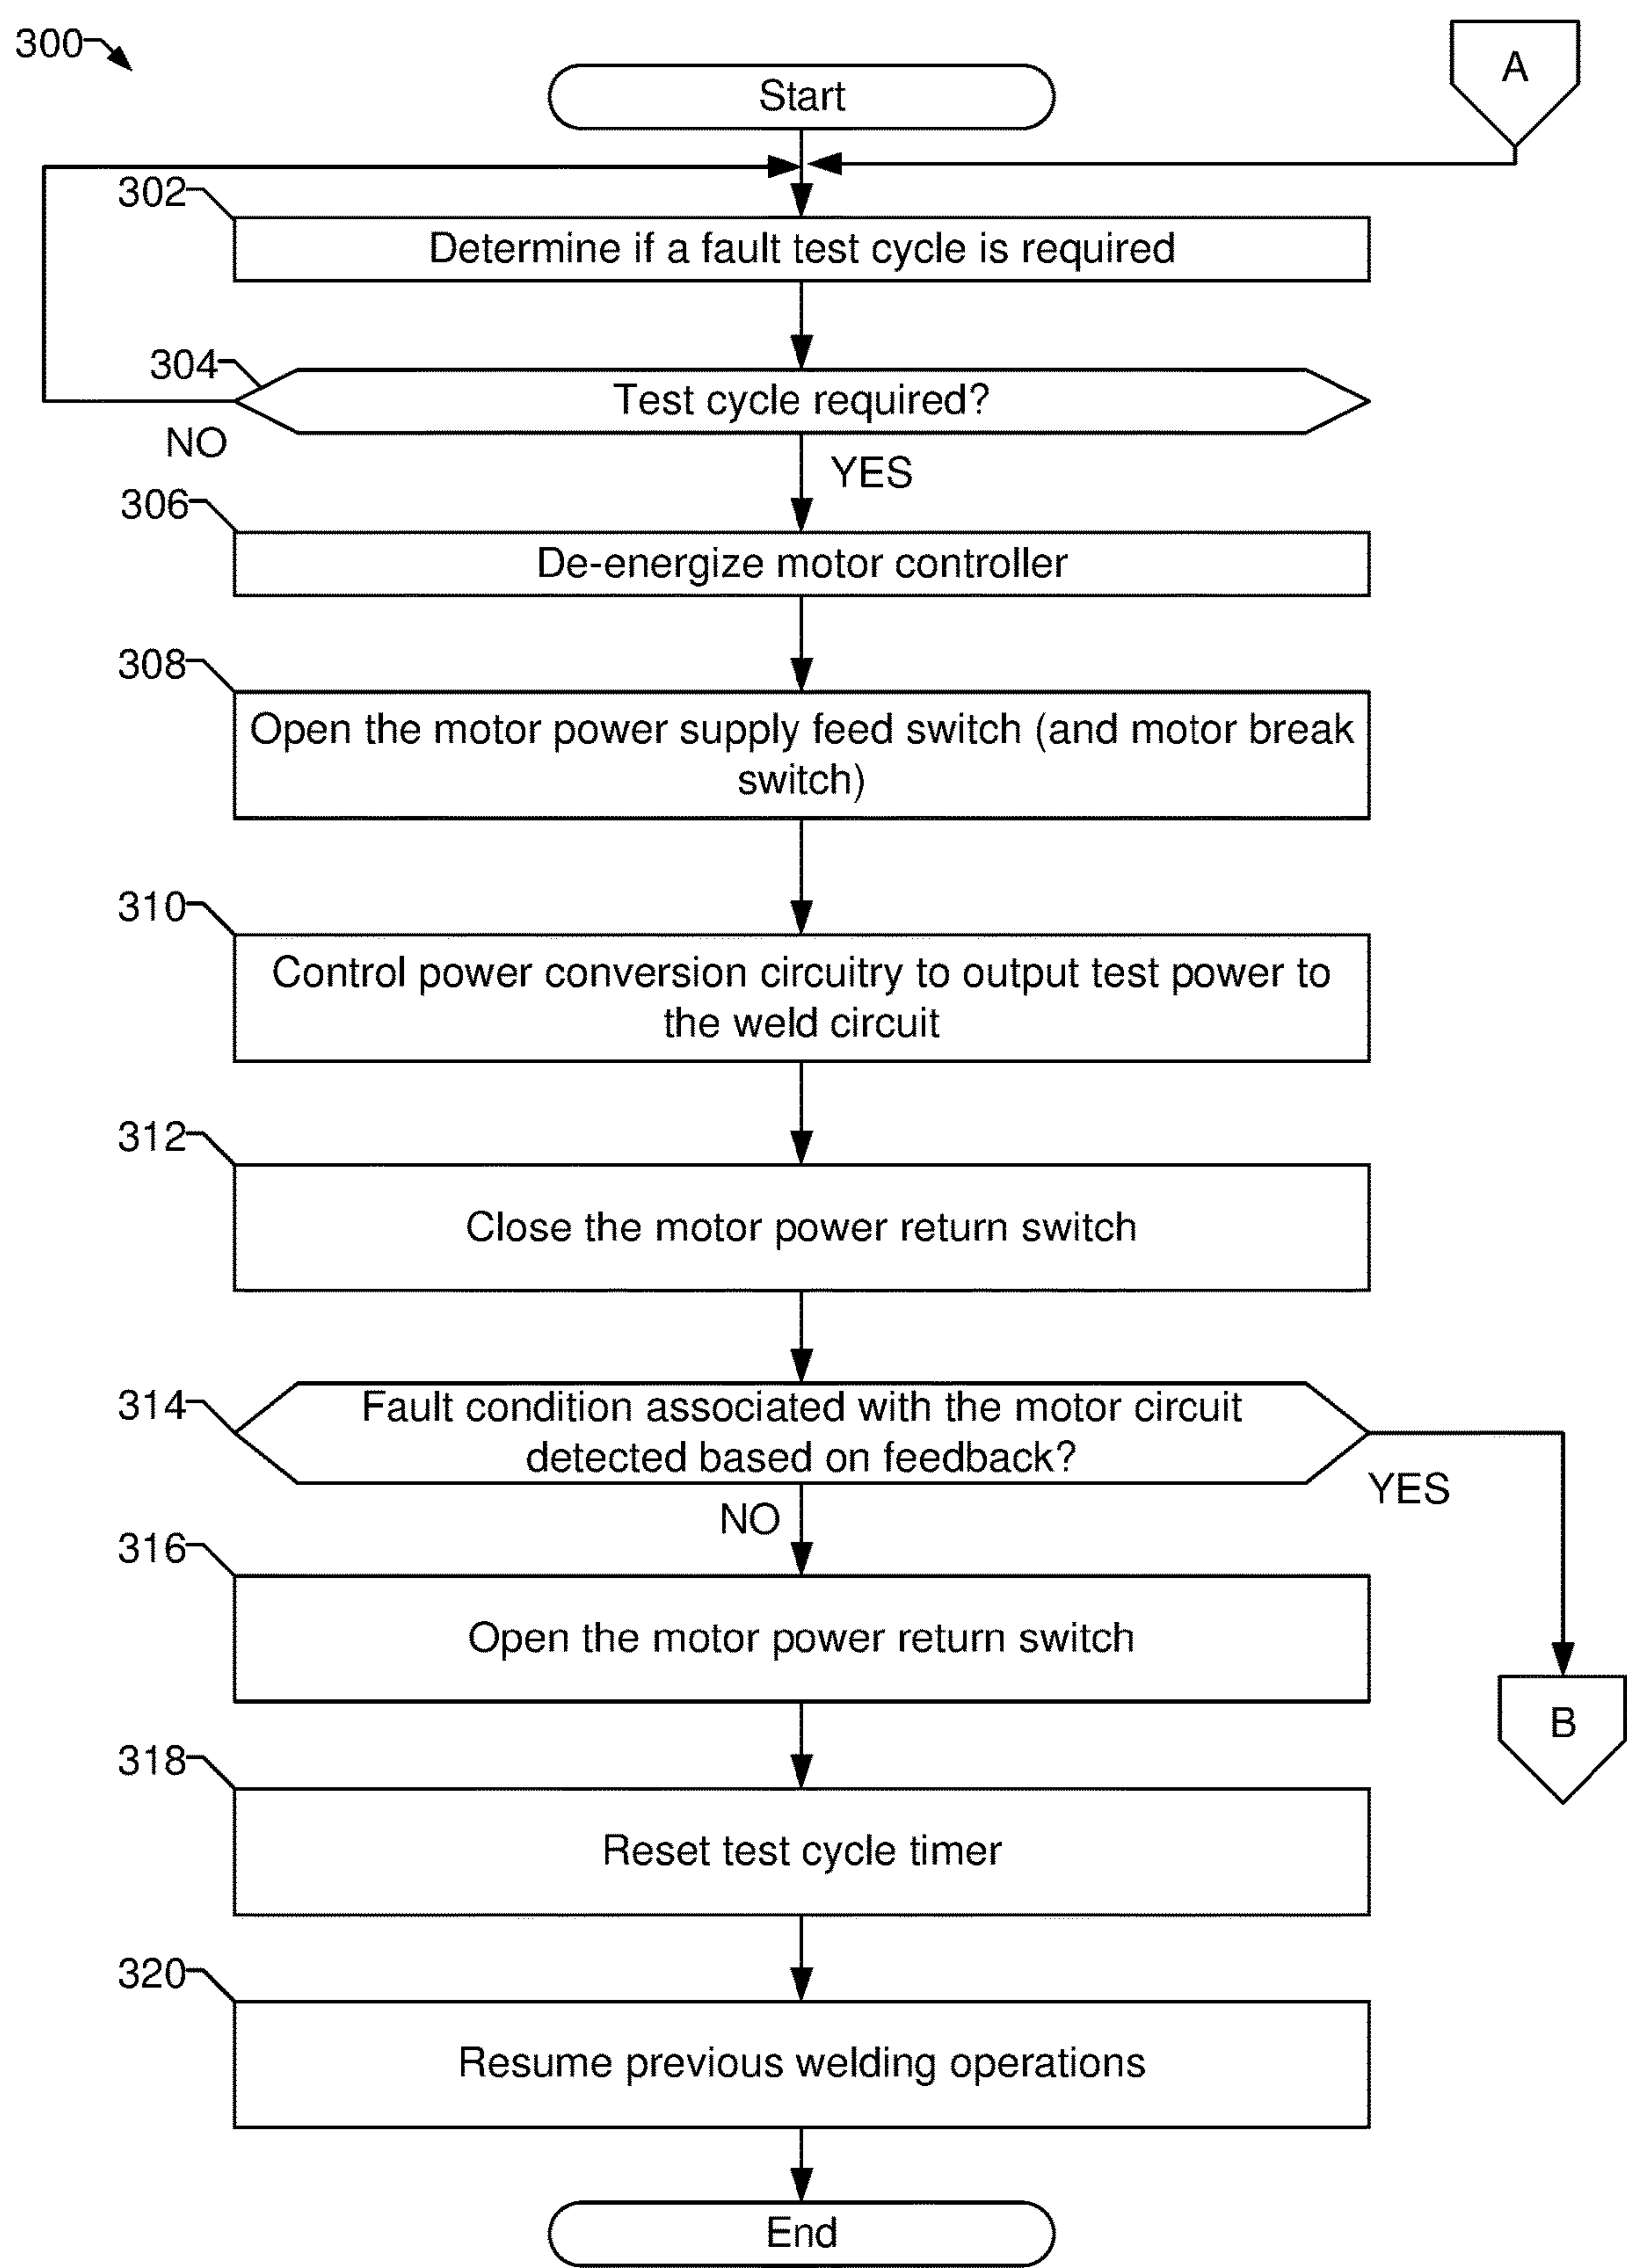 300
A
Start
302
Determine if a fault test cycle is required
304
Test cycle required?
NO
YES
306
De-energize motor controller
308
Open the motor power supply feed switch (and motor break
switch)
310
Control power conversion circuitry to output test power to
the weld circuit
312
Close the motor power return switch
314
Fault condition associated with the motor circuit
detected based on feedback?
YES
NO
316
Open the motor power return switch
B
318
Reset test cycle timer
320
Resume previous welding operations
End